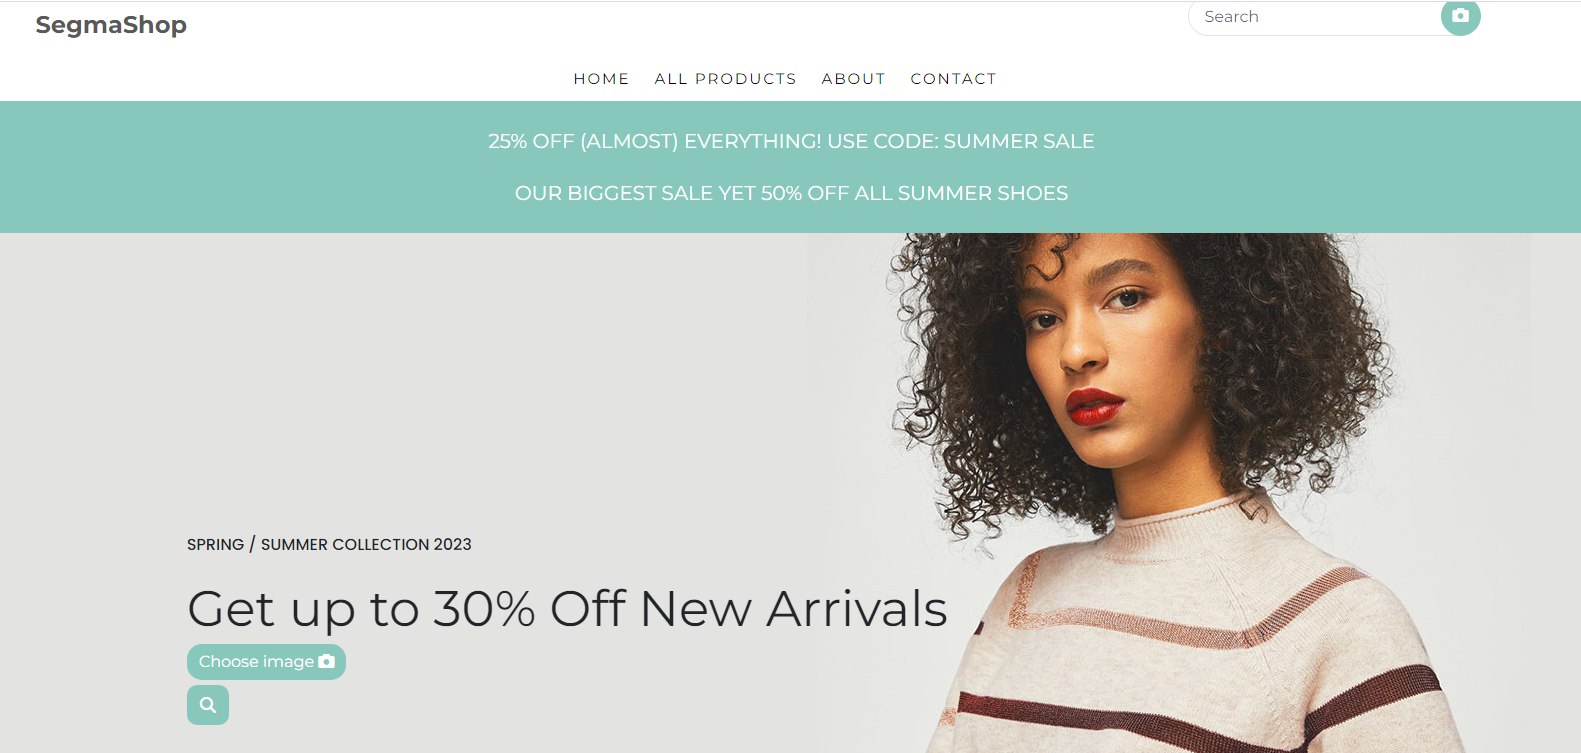 SegmaShop
Search
HOME ALL PRODUCTS ABOUT CONTACT
25% OFF (ALMOST) EVERYTHING! USE CODE: SUMMER SALE
OUR BIGGEST SALE YET 50% OFF ALL SUMMER SHOES
SPRING / SUMMER COLLECTION 2023
Get up to 30% Off New Arrivals
Choose image